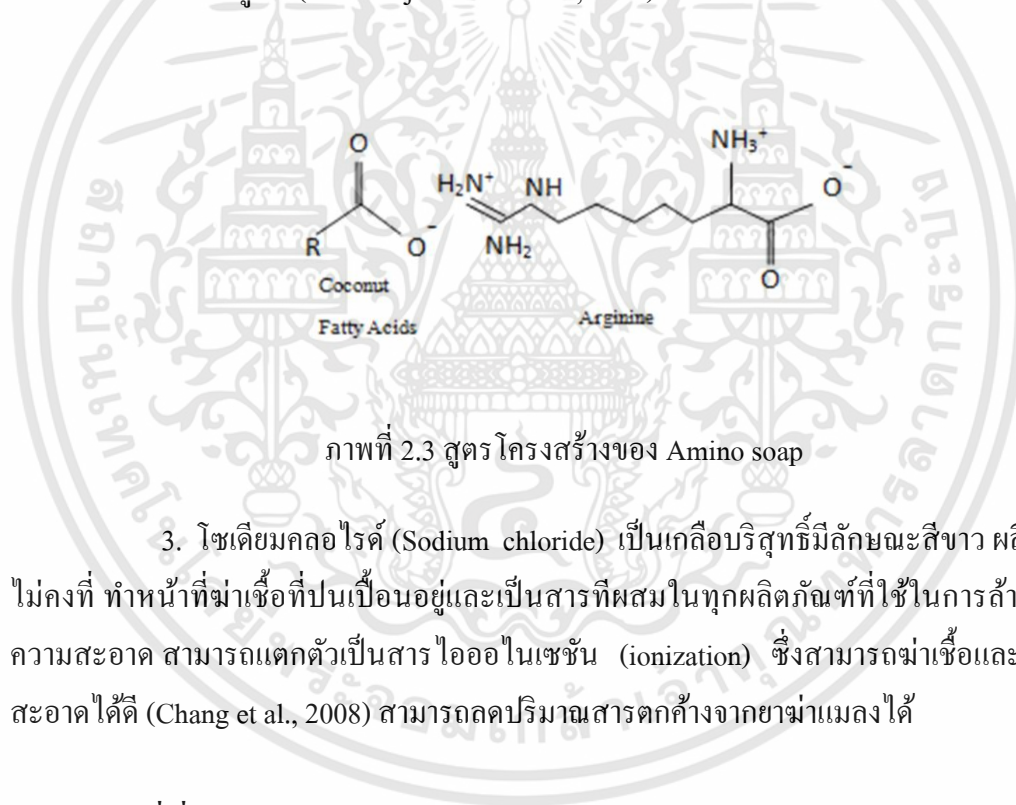 O
NH₃⁺
H₂N⁺ NH
O⁻
R O⁻
NH₂
O
Coconut
Fatty Acids
Arginine
ภาพที่ 2.3 สูตรโครงสร้างของ Amino soap
3. โซเดียมคลอไรด์ (Sodium chloride) เป็นเกลือบริสุทธิ์มีลักษณะสีขาว
ไม่คงที่ ทำหน้าที่ฆ่าเชื้อที่ปนเปื้อนอยู่และเป็นสารที่ผสมในทุกผลิตภัณฑ์ที่ใช้ในการล้าง
ความสะอาด สามารถแตกตัวเป็นสารไอออไนเซชัน (ionization) ซึ่งสามารถฆ่าเชื้อและ
สะอาดได้ดี (Chang et al., 2008) สามารถลดปริมาณสารตกค้างจากยาฆ่าแมลงได้